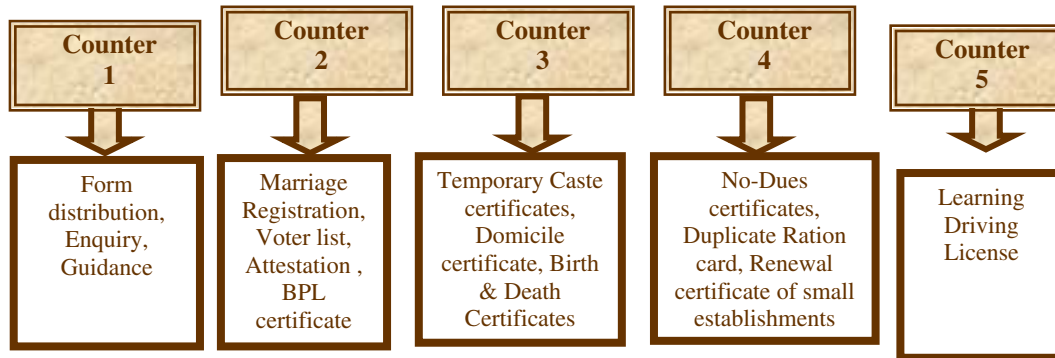 Counter
1
Form
distribution,
Enquiry,
Guidance
Counter
2
Marriage
Registration,
Voter list,
Attestation ,
BPL
certificate
Counter
3
Temporary Caste
certificates,
Domicile
certificate, Birth
& Death
Certificates
Counter
4
No-Dues
certificates,
Duplicate Ration
card, Renewal
certificate of small
establishments
Counter
5
Learning
Driving
License